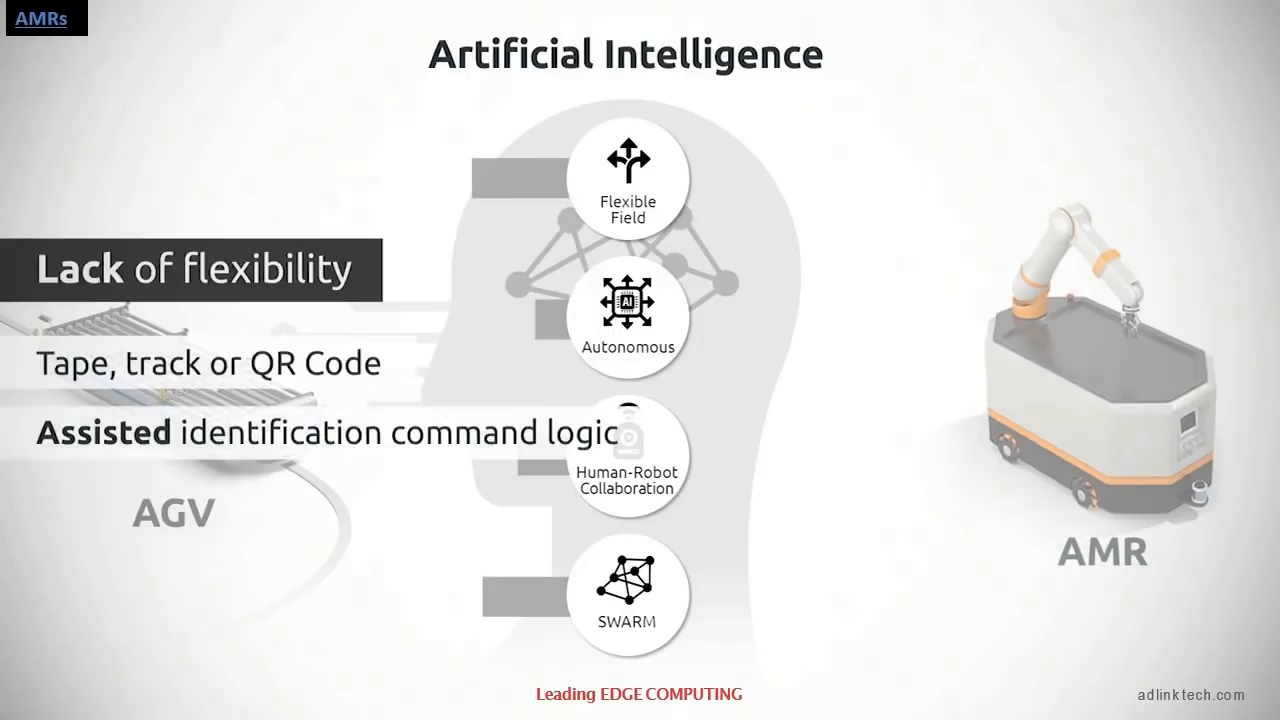 AMRs
Artificial Intelligence
Flexible
Field
Lack of flexibility
AI
Autonomous
Tape, track or QR Code
Assisted identification command logic
Human-Robot
Collaboration
AGV
AMR
SWARM
Leading EDGE COMPUTING
adlinktech.com